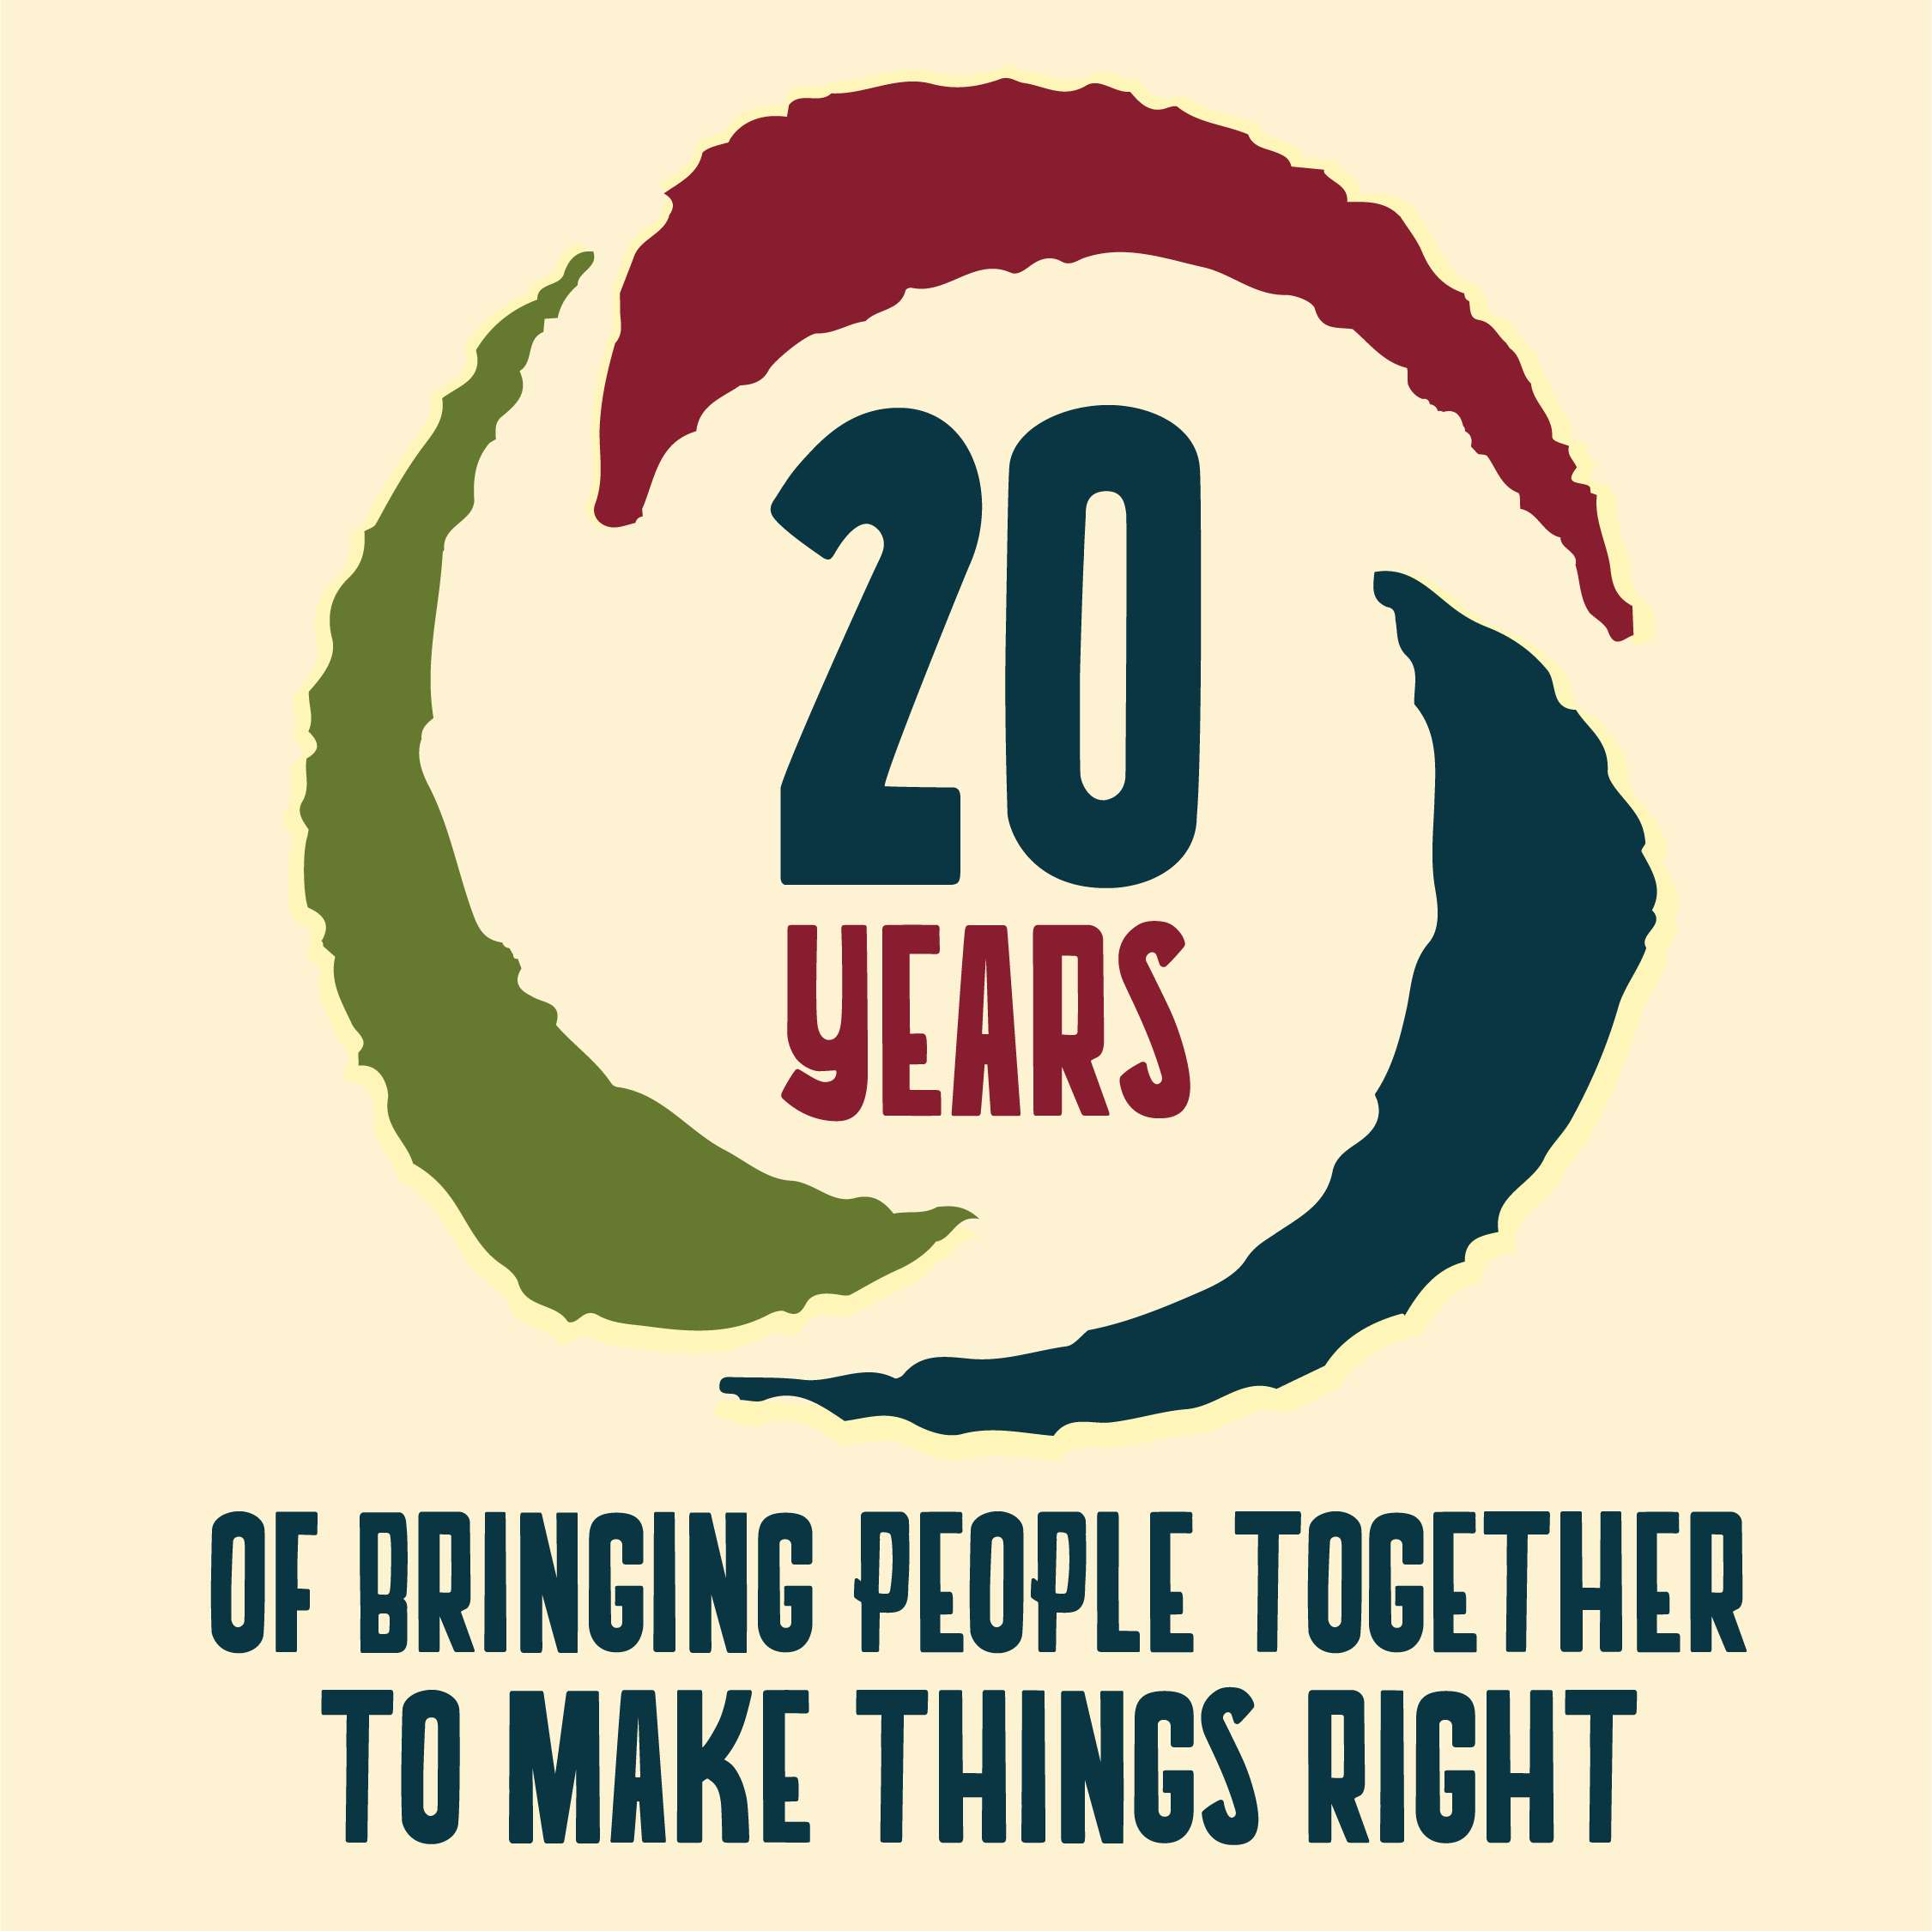 20
YEARS
OF BRINGING PEOPLE TOGETHER
TO MAKE THINGS RIGHT